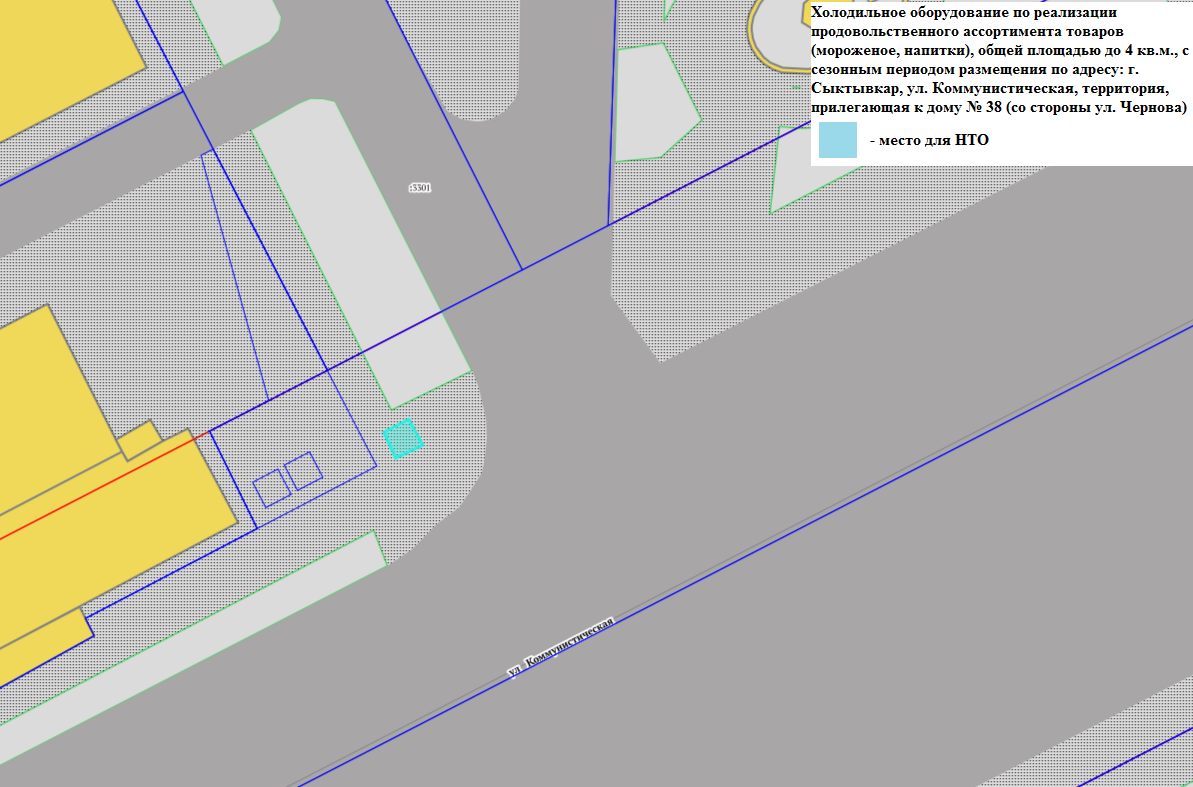 Холодильное оборудование по реализации
продовольственного ассортимента товаров
(мороженое, напитки), общей площадью до 4 кв.м., с
сезонным периодом размещения по адресу: г.
Сыктывкар, ул. Коммунистическая, территория,
прилегающая к дому № 38 (со стороны ул. Чернова)
- место для НТО
:3301
ул. Коммунистическая